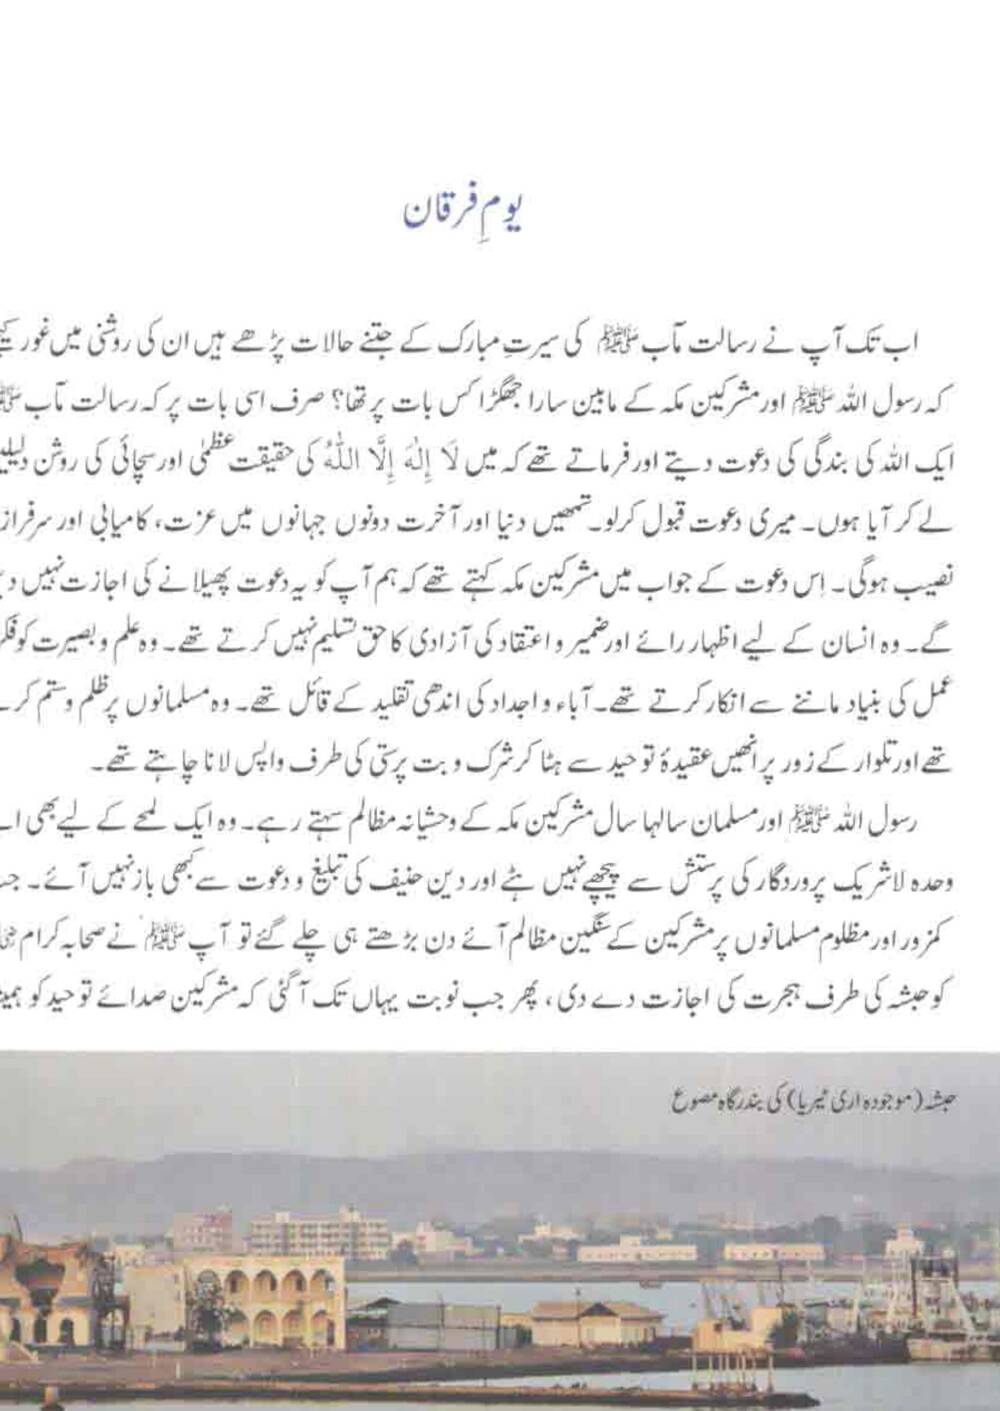 یومِ فرقان
اب تک آپ نے رسالت مآب ﷺ کی سیرتِ مبارک کے جتنے حالات پڑھے ہیں ان کی روشنی میں غور
کہ رسول اللہ ﷺ اور مشرکین مکہ کے مابین سارا جھگڑا کس بات پر تھا؟ صرف اسی بات پر کہ رسالت مآب ﷺ
ایک اللہ کی بندگی کی دعوت دیتے اور فرماتے تھے کہ میں لَا إِلٰهَ إِلَّا اللّٰهُ کی حقیقت عظمٰی اور سچائی کی روشن
لے کر آیا ہوں۔ میری دعوت قبول کرلو۔ تمھیں دنیا اور آخرت دونوں جہانوں میں عزت، کامیابی اور سرفراز
نصیب ہوگی۔ اِس دعوت کے جواب میں مشرکین مکہ کہتے تھے کہ ہم آپ کو یہ دعوت پھیلانے کی اجازت نہیں
گے۔ وہ انسان کے لیے اظہار رائے اور ضمیر و اعتقاد کی آزادی کا حق تسلیم نہیں کرتے تھے۔ وہ علم و بصیرت کو فکر
عمل کی بنیاد ماننے سے انکار کرتے تھے۔ آباء و اجداد کی اندھی تقلید کے قائل تھے۔ وہ مسلمانوں پر ظلم و ستم کر
تھے اور تلوار کے زور پر انھیں عقیدۂ توحید سے ہٹا کر شرک و بت پرستی کی طرف واپس لانا چاہتے تھے۔
رسول اللہ ﷺ اور مسلمان سالہا سال مشرکین مکہ کے وحشیانہ مظالم سہتے رہے۔ وہ ایک لمحے کے لیے بھی
وحدہ لاشریک پروردگار کی پرستش سے پیچھے نہیں ہٹے اور دین حنیف کی تبلیغ و دعوت سے کبھی باز نہیں آئے۔
کمزور اور مظلوم مسلمانوں پر مشرکین کے سنگین مظالم آئے دن بڑھتے ہی چلے گئے تو آپ ﷺ نے صحابہ کرام
کو حبشہ کی طرف ہجرت کی اجازت دے دی، پھر جب نوبت یہاں تک آ گئی کہ مشرکین صدائے توحید کو
حبشہ (موجودہ اری ٹیریا) کی بندرگاہ مصوع